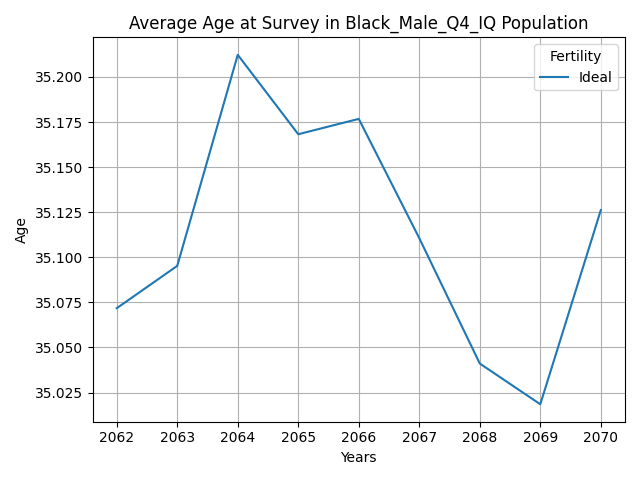 Average Age at Survey in Black_Male_Q4_IQ Population
Fertility
Ideal
35.200
35.175
35.150
35.125
35.100
35.075
35.050
35.025
Age
2062 2063 2064 2065 2066 2067 2068 2069 2070
Years